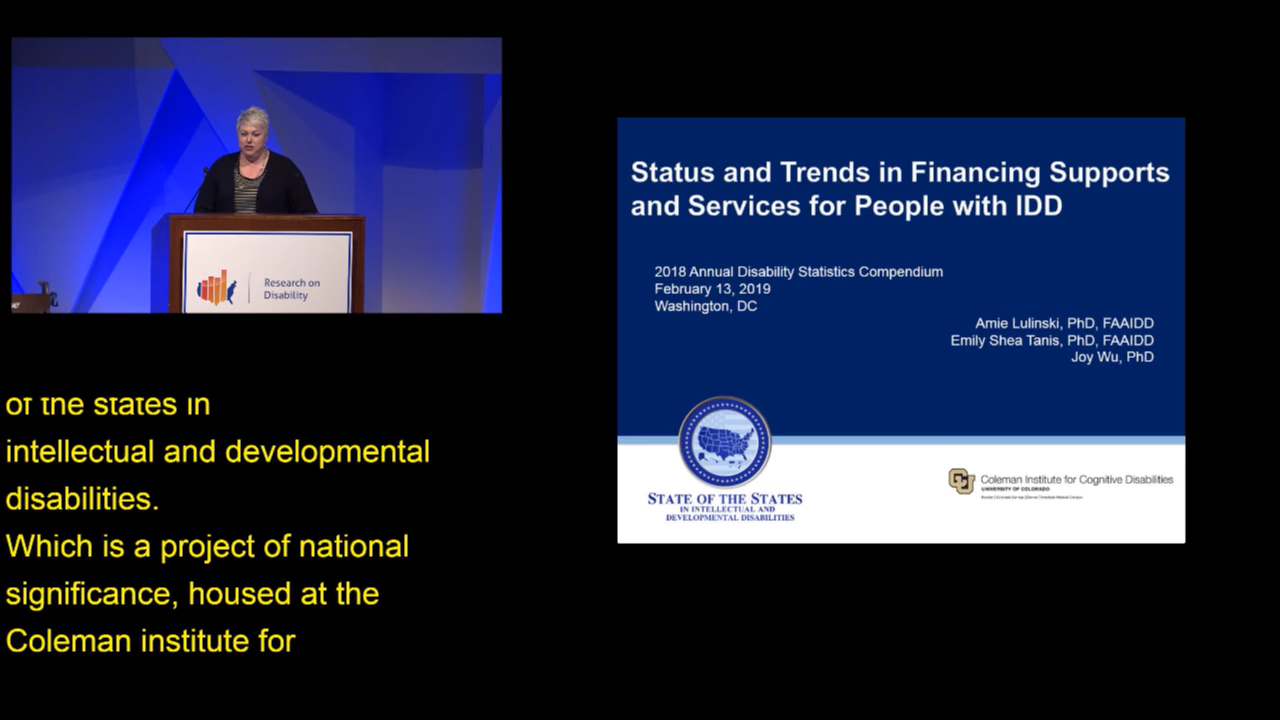 Research on
Disability
of the states in
intellectual and developmental
disabilities.
Which is a project of national
significance, housed at the
Coleman institute for
Status and Trends in Financing Supports
and Services for People with IDD
2018 Annual Disability Statistics Compendium
February 13, 2019
Washington, DC
Amie Lulinski, PhD, FAAIDD
Emily Shea Tanis, PhD, FAAIDD
Joy Wu, PhD
STATE OF THE STATES
IN INTELLECTUAL AND
DEVELOPMENTAL DISABILITIES
CU
Coleman Institute for Cognitive Disabilities
UNIVERSITY OF COLORADO